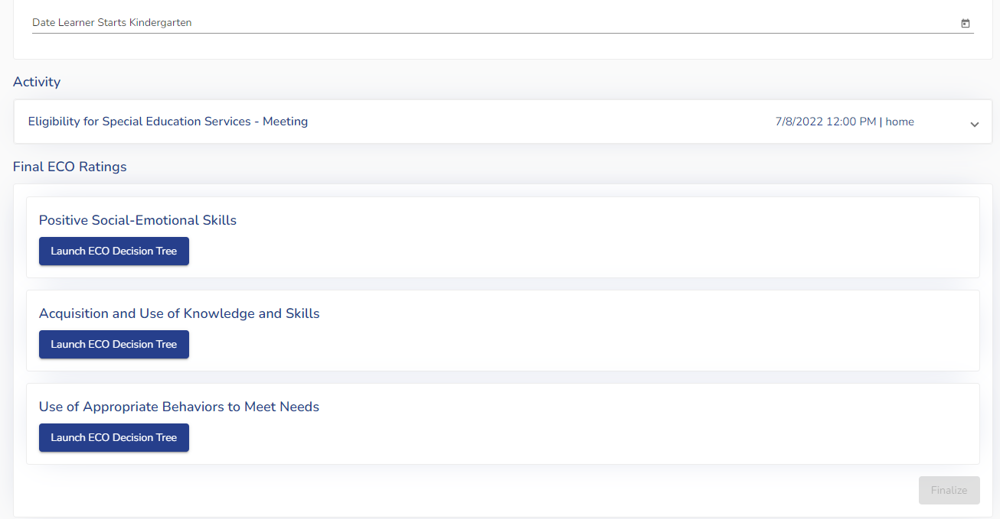 Date Learner Starts Kindergarten
Activity
Eligibility for Special Education Services - Meeting 7/8/2022 12:00 PM | home
Final ECO Ratings
Positive Social-Emotional Skills
Launch ECO Decision Tree
Acquisition and Use of Knowledge and Skills
Launch ECO Decision Tree
Use of Appropriate Behaviors to Meet Needs
Launch ECO Decision Tree
Finalize